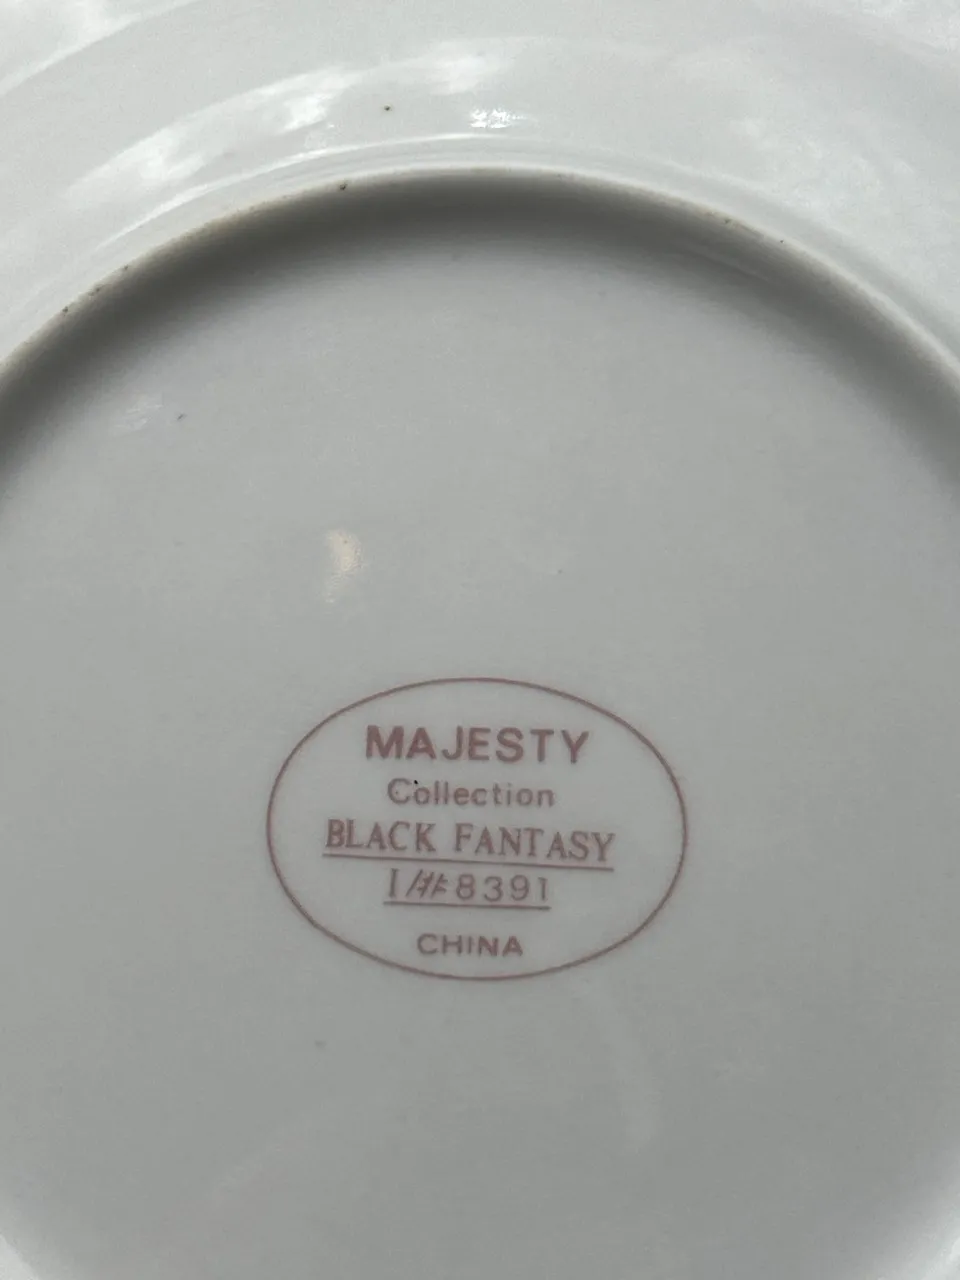 MAJESTY
Collection
BLACK FANTASY
I/#8391
CHINA